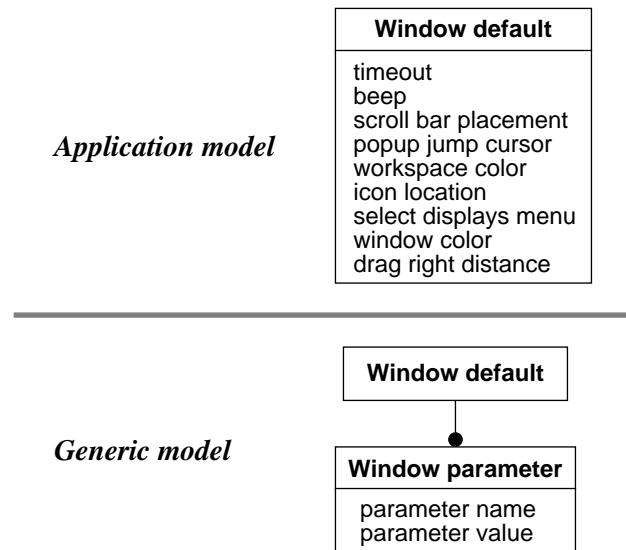 Window default
timeout
beep
scroll bar placement
popup jump cursor
Application model
workspace color
icon location
select displays menu
window color
drag right distance
Window default
Generic model
Window parameter
parameter name
parameter value